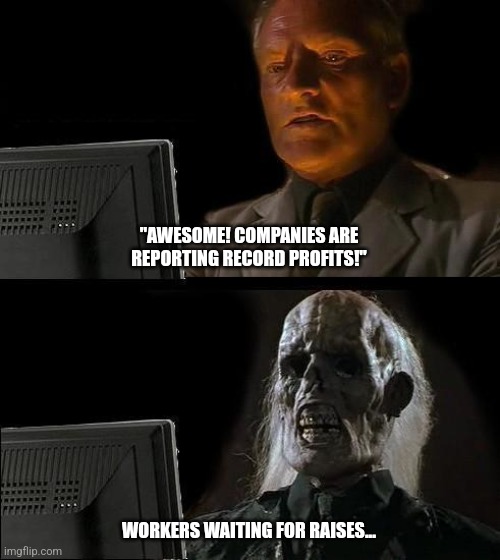 "AWESOME! COMPANIES ARE
REPORTING RECORD PROFITS!"
WORKERS WAITING FOR RAISES...
imgflip.com